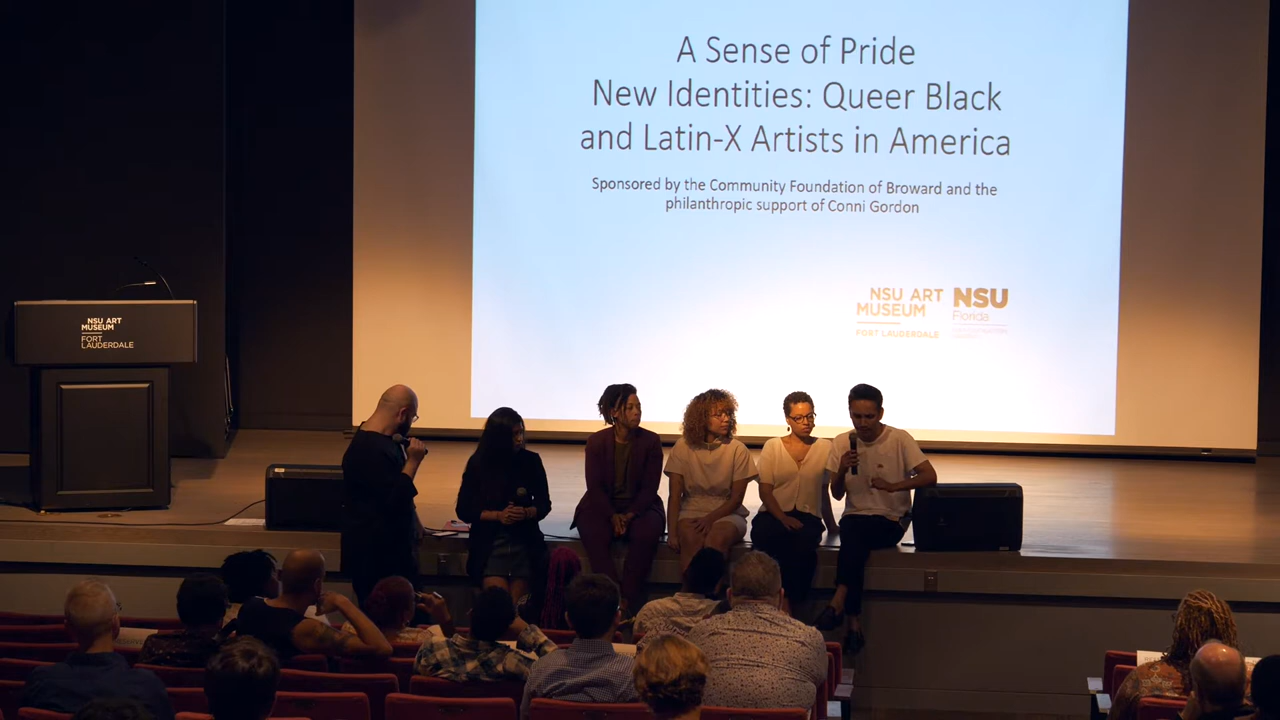 A Sense of Pride
New Identities: Queer Black
and Latin-X Artists in America
Sponsored by the Community Foundation of Broward and the
philanthropic support of Conni Gordon
NSU ART
MUSEUM
FORT LAUDERDALE
NSU
Florida
NSU ART
MUSEUM
FORT
LAUDERDALE